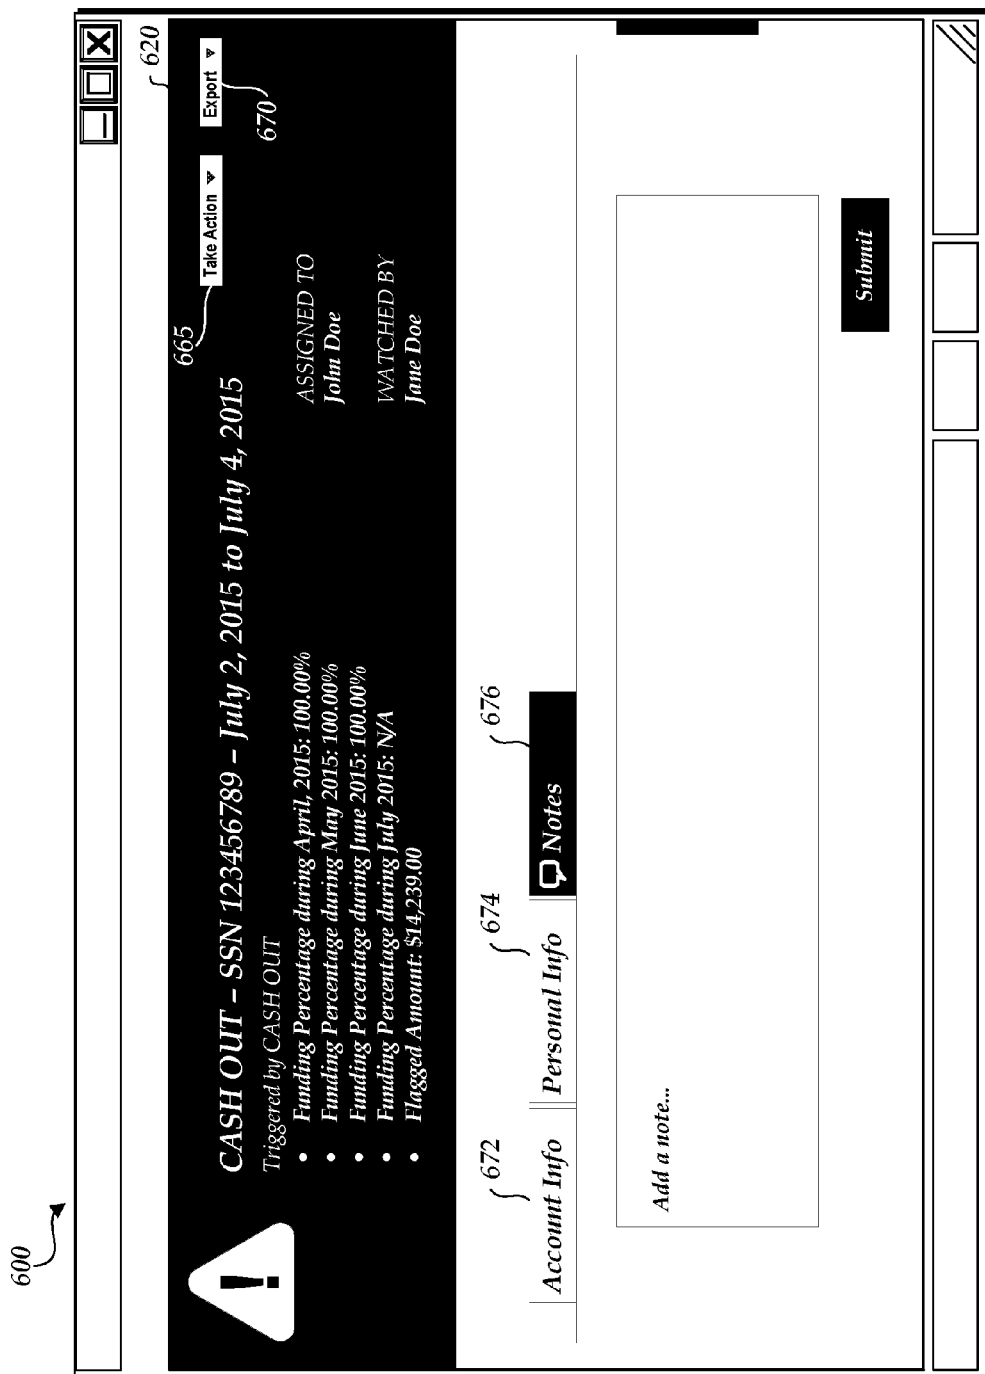 600
620
665
Take Action
Export
670
CASH OUT – SSN 123456789 – July 2, 2015 to July 4, 2015
Triggered by CASH OUT
• Funding Percentage during April, 2015: 100.00%
• Funding Percentage during May 2015: 100.00%
• Funding Percentage during June 2015: 100.00%
• Funding Percentage during July 2015: N/A
• Flagged Amount: $14,239.00
ASSIGNED TO
John Doe
WATCHED BY
Jane Doe
672
674
676
Account Info
Personal Info
Notes
Add a note...
Submit